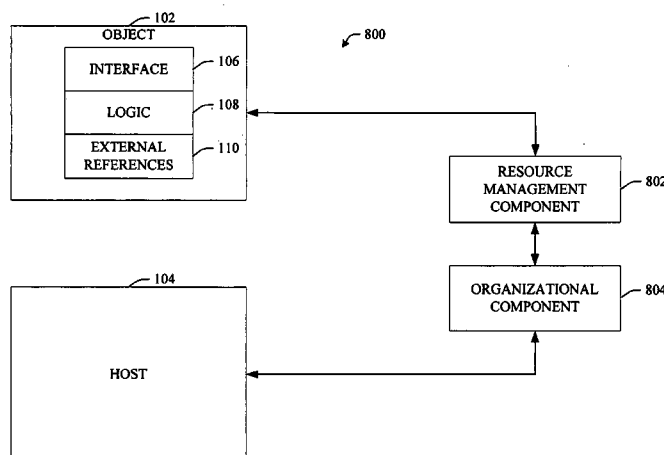 102
OBJECT
800
INTERFACE
106
LOGIC
108
EXTERNAL
REFERENCES
110
RESOURCE
MANAGEMENT
COMPONENT
802
104
ORGANIZATIONAL
COMPONENT
804
HOST